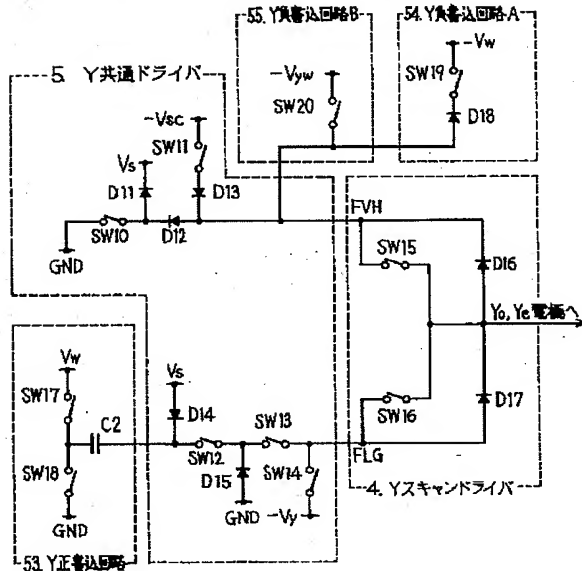 55. Y負書込回路B
54. Y負書込回路A
5. Y共通ドライバ
-Vyw
-Vw
SW19
SW20
D18
-Vsc
SW11
Vs
D11
D13
FVH
SW10
D12
GND
SW15
D16
Yo, Ye電極へ
Vw
SW17
C2
Vs
D14
SW13
SW16
D17
SW12
SW14
FLG
SW18
D15
GND
-Vy
GND
4. Yスキャンドライバ
53. Y正書込回路